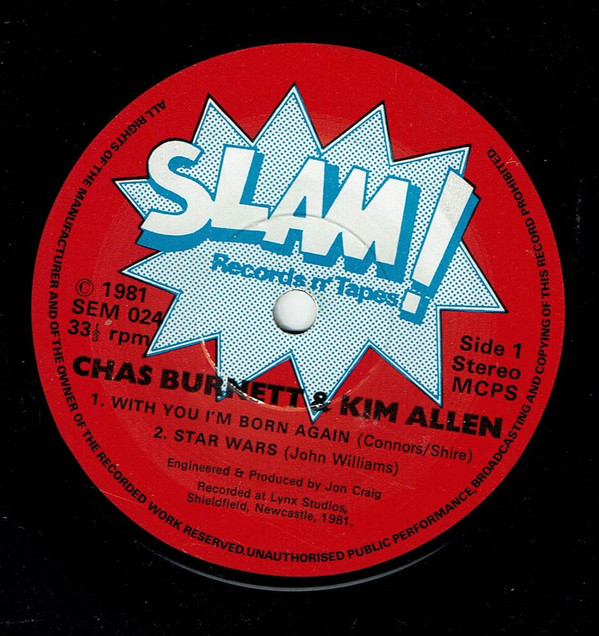 SLAM!
Records n' Tapes
© 1981
SEM 024
33⅓ rpm
Side 1
Stereo
MCPS
CHAS BURNETT & KIM ALLEN
1. WITH YOU I'M BORN AGAIN (Connors/Shire)
2. STAR WARS (John Williams)
Engineered & Produced by Jon Craig
Recorded at Lynx Studios,
Shieldfield, Newcastle, 1981.
ALL RIGHTS OF THE MANUFACTURER AND OF THE OWNER OF THE RECORDED WORK RESERVED. UNAUTHORISED PUBLIC PERFORMANCE, BROADCASTING AND COPYING OF THIS RECORD PROHIBITED.